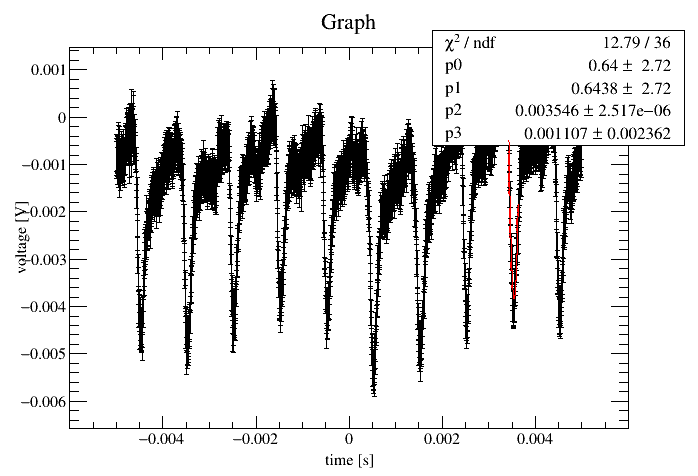 Graph
χ² / ndf 12.79 / 36
p0 0.64 ± 2.72
p1 0.6438 ± 2.72
p2 0.003546 ± 2.517e−06
p3 0.001107 ± 0.002362
voltage [V]
0.001
0
−0.001
−0.002
−0.003
−0.004
−0.005
−0.006
−0.004 −0.002 0 0.002 0.004
time [s]